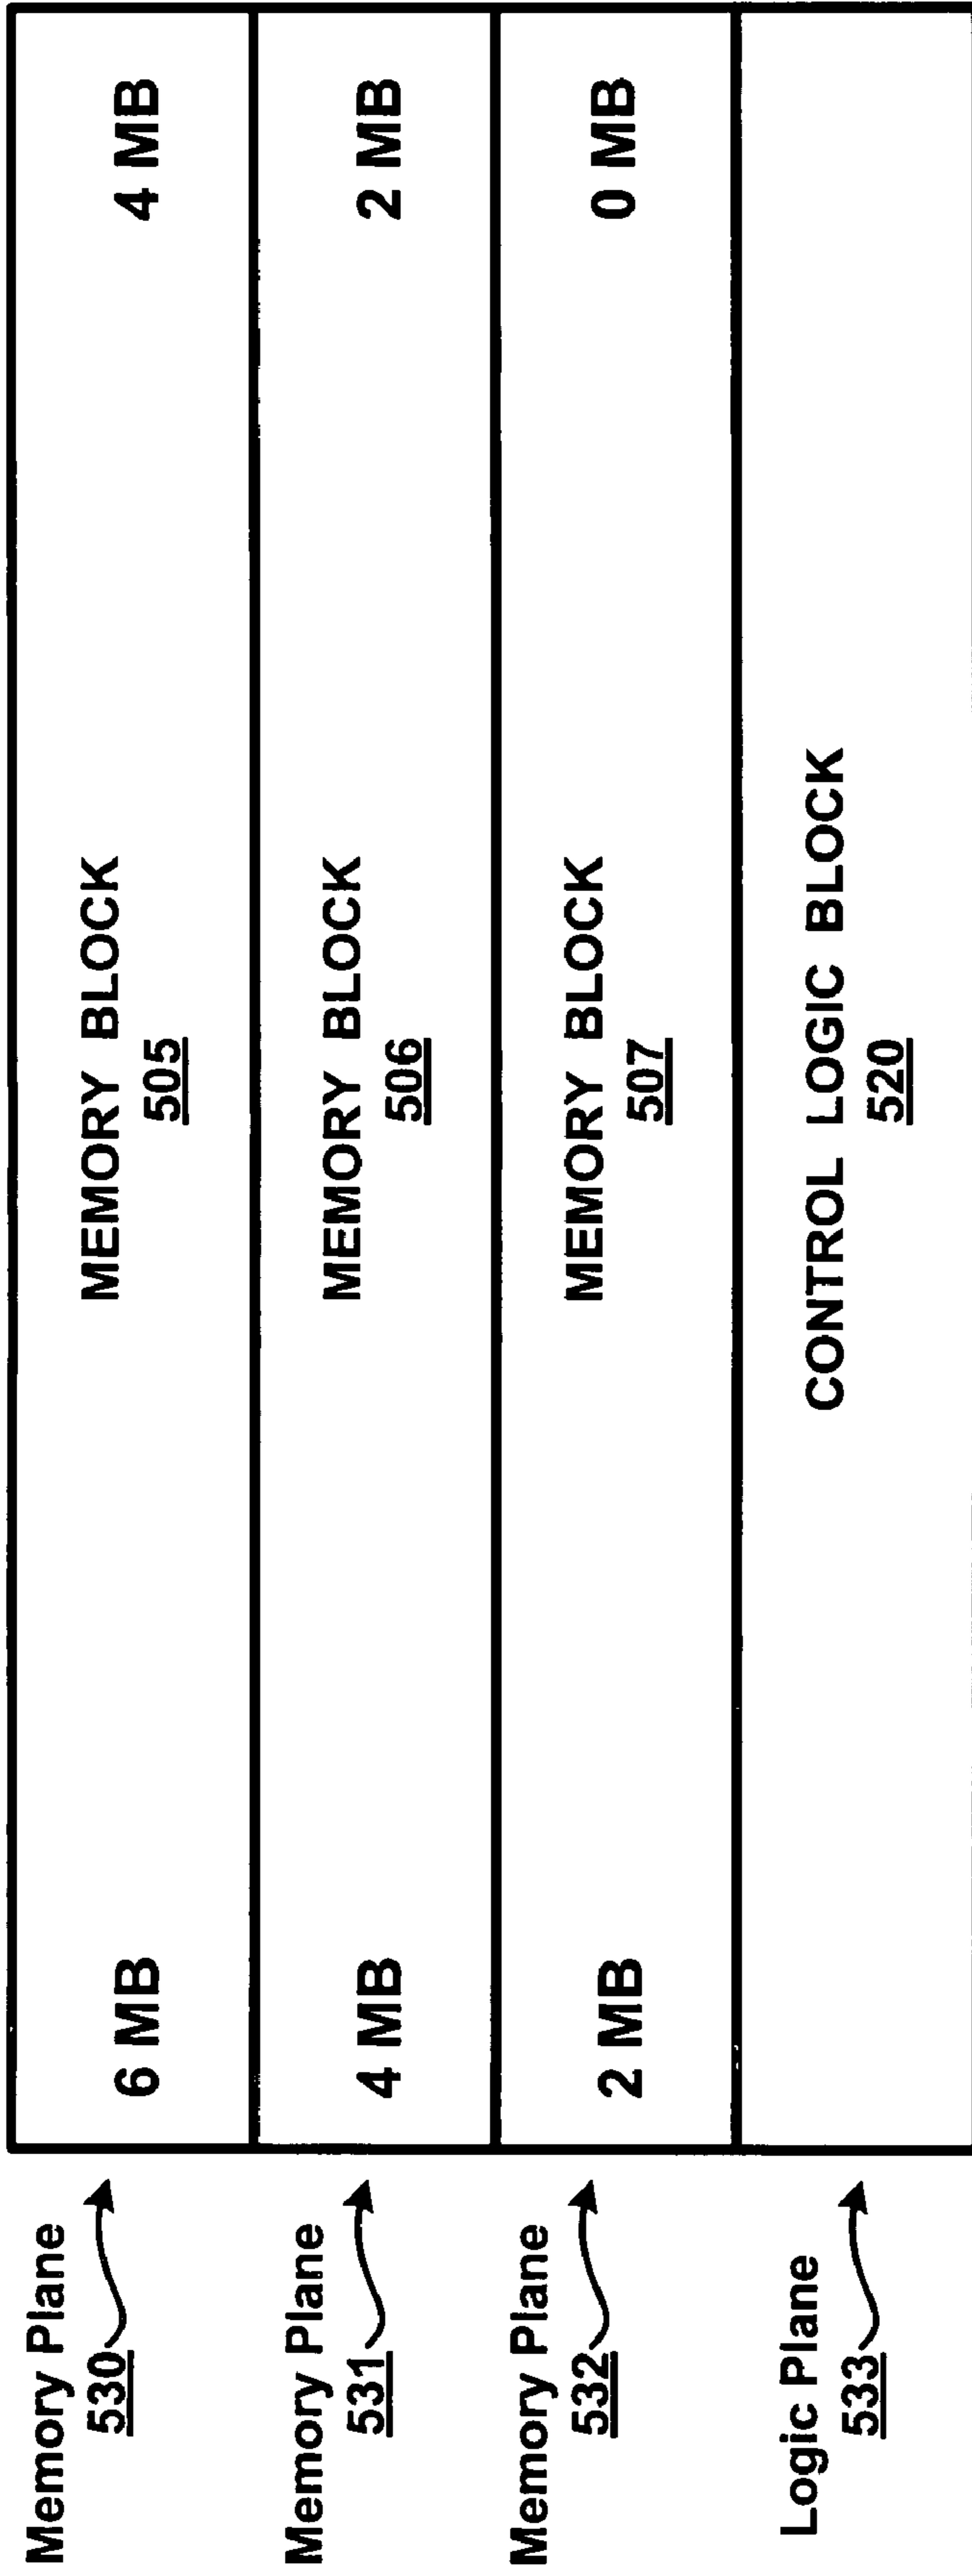 Memory Plane
530
6 MB
MEMORY BLOCK
505
4 MB
Memory Plane
531
4 MB
MEMORY BLOCK
506
2 MB
Memory Plane
532
2 MB
MEMORY BLOCK
507
0 MB
Logic Plane
533
CONTROL LOGIC BLOCK
520